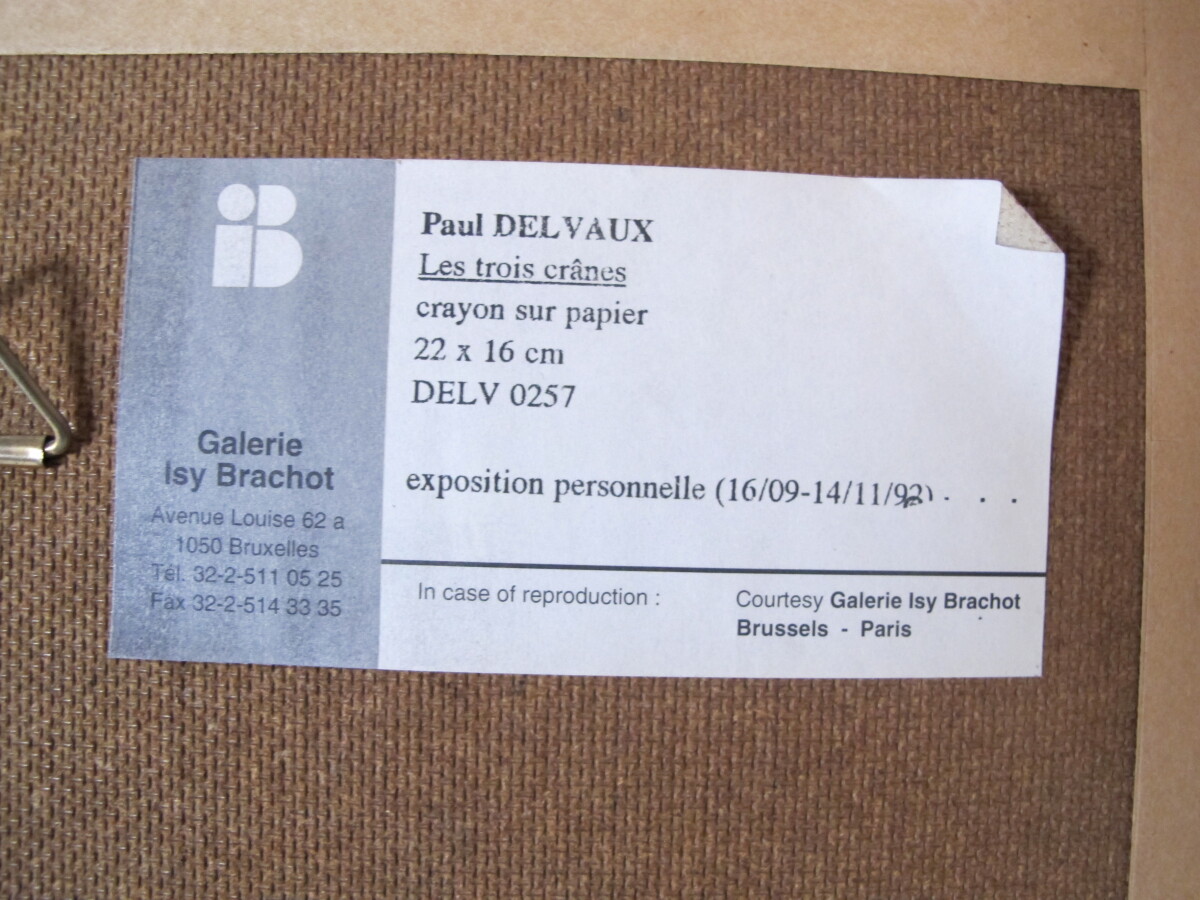 iB
Galerie
Isy Brachot
Avenue Louise 62 a
1050 Bruxelles
Tél. 32-2-511 05 25
Fax 32-2-514 33 35
Paul DELVAUX
Les trois crânes
crayon sur papier
22 x 16 cm
DELV 0257
exposition personnelle (16/09-14/11/92) . . .
In case of reproduction :
Courtesy Galerie Isy Brachot
Brussels - Paris